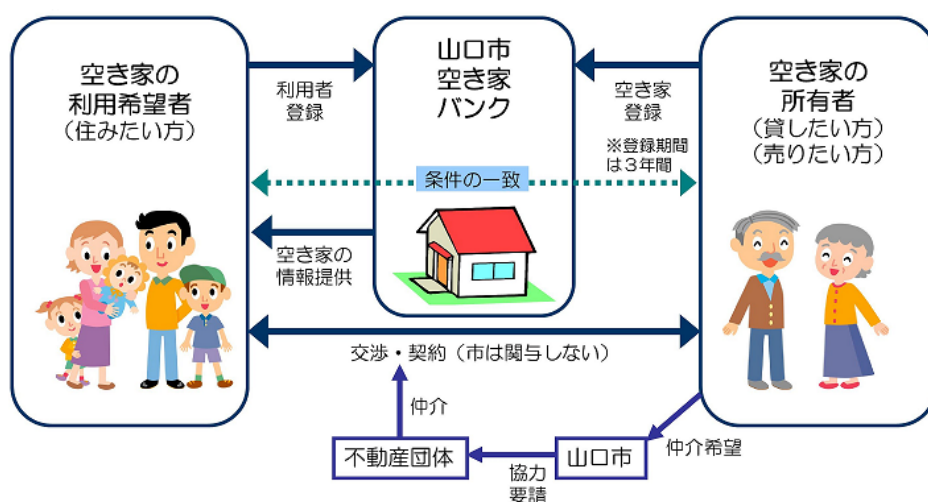 空き家の
利用希望者
（住みたい方）
利用者
登録
山口市
空き家
バンク
空き家
登録
※登録期間
は３年間
空き家の
所有者
（貸したい方）
（売りたい方）
条件の一致
空き家の
情報提供
交渉・契約（市は関与しない）
仲介
不動産団体
協力
要請
山口市
仲介希望